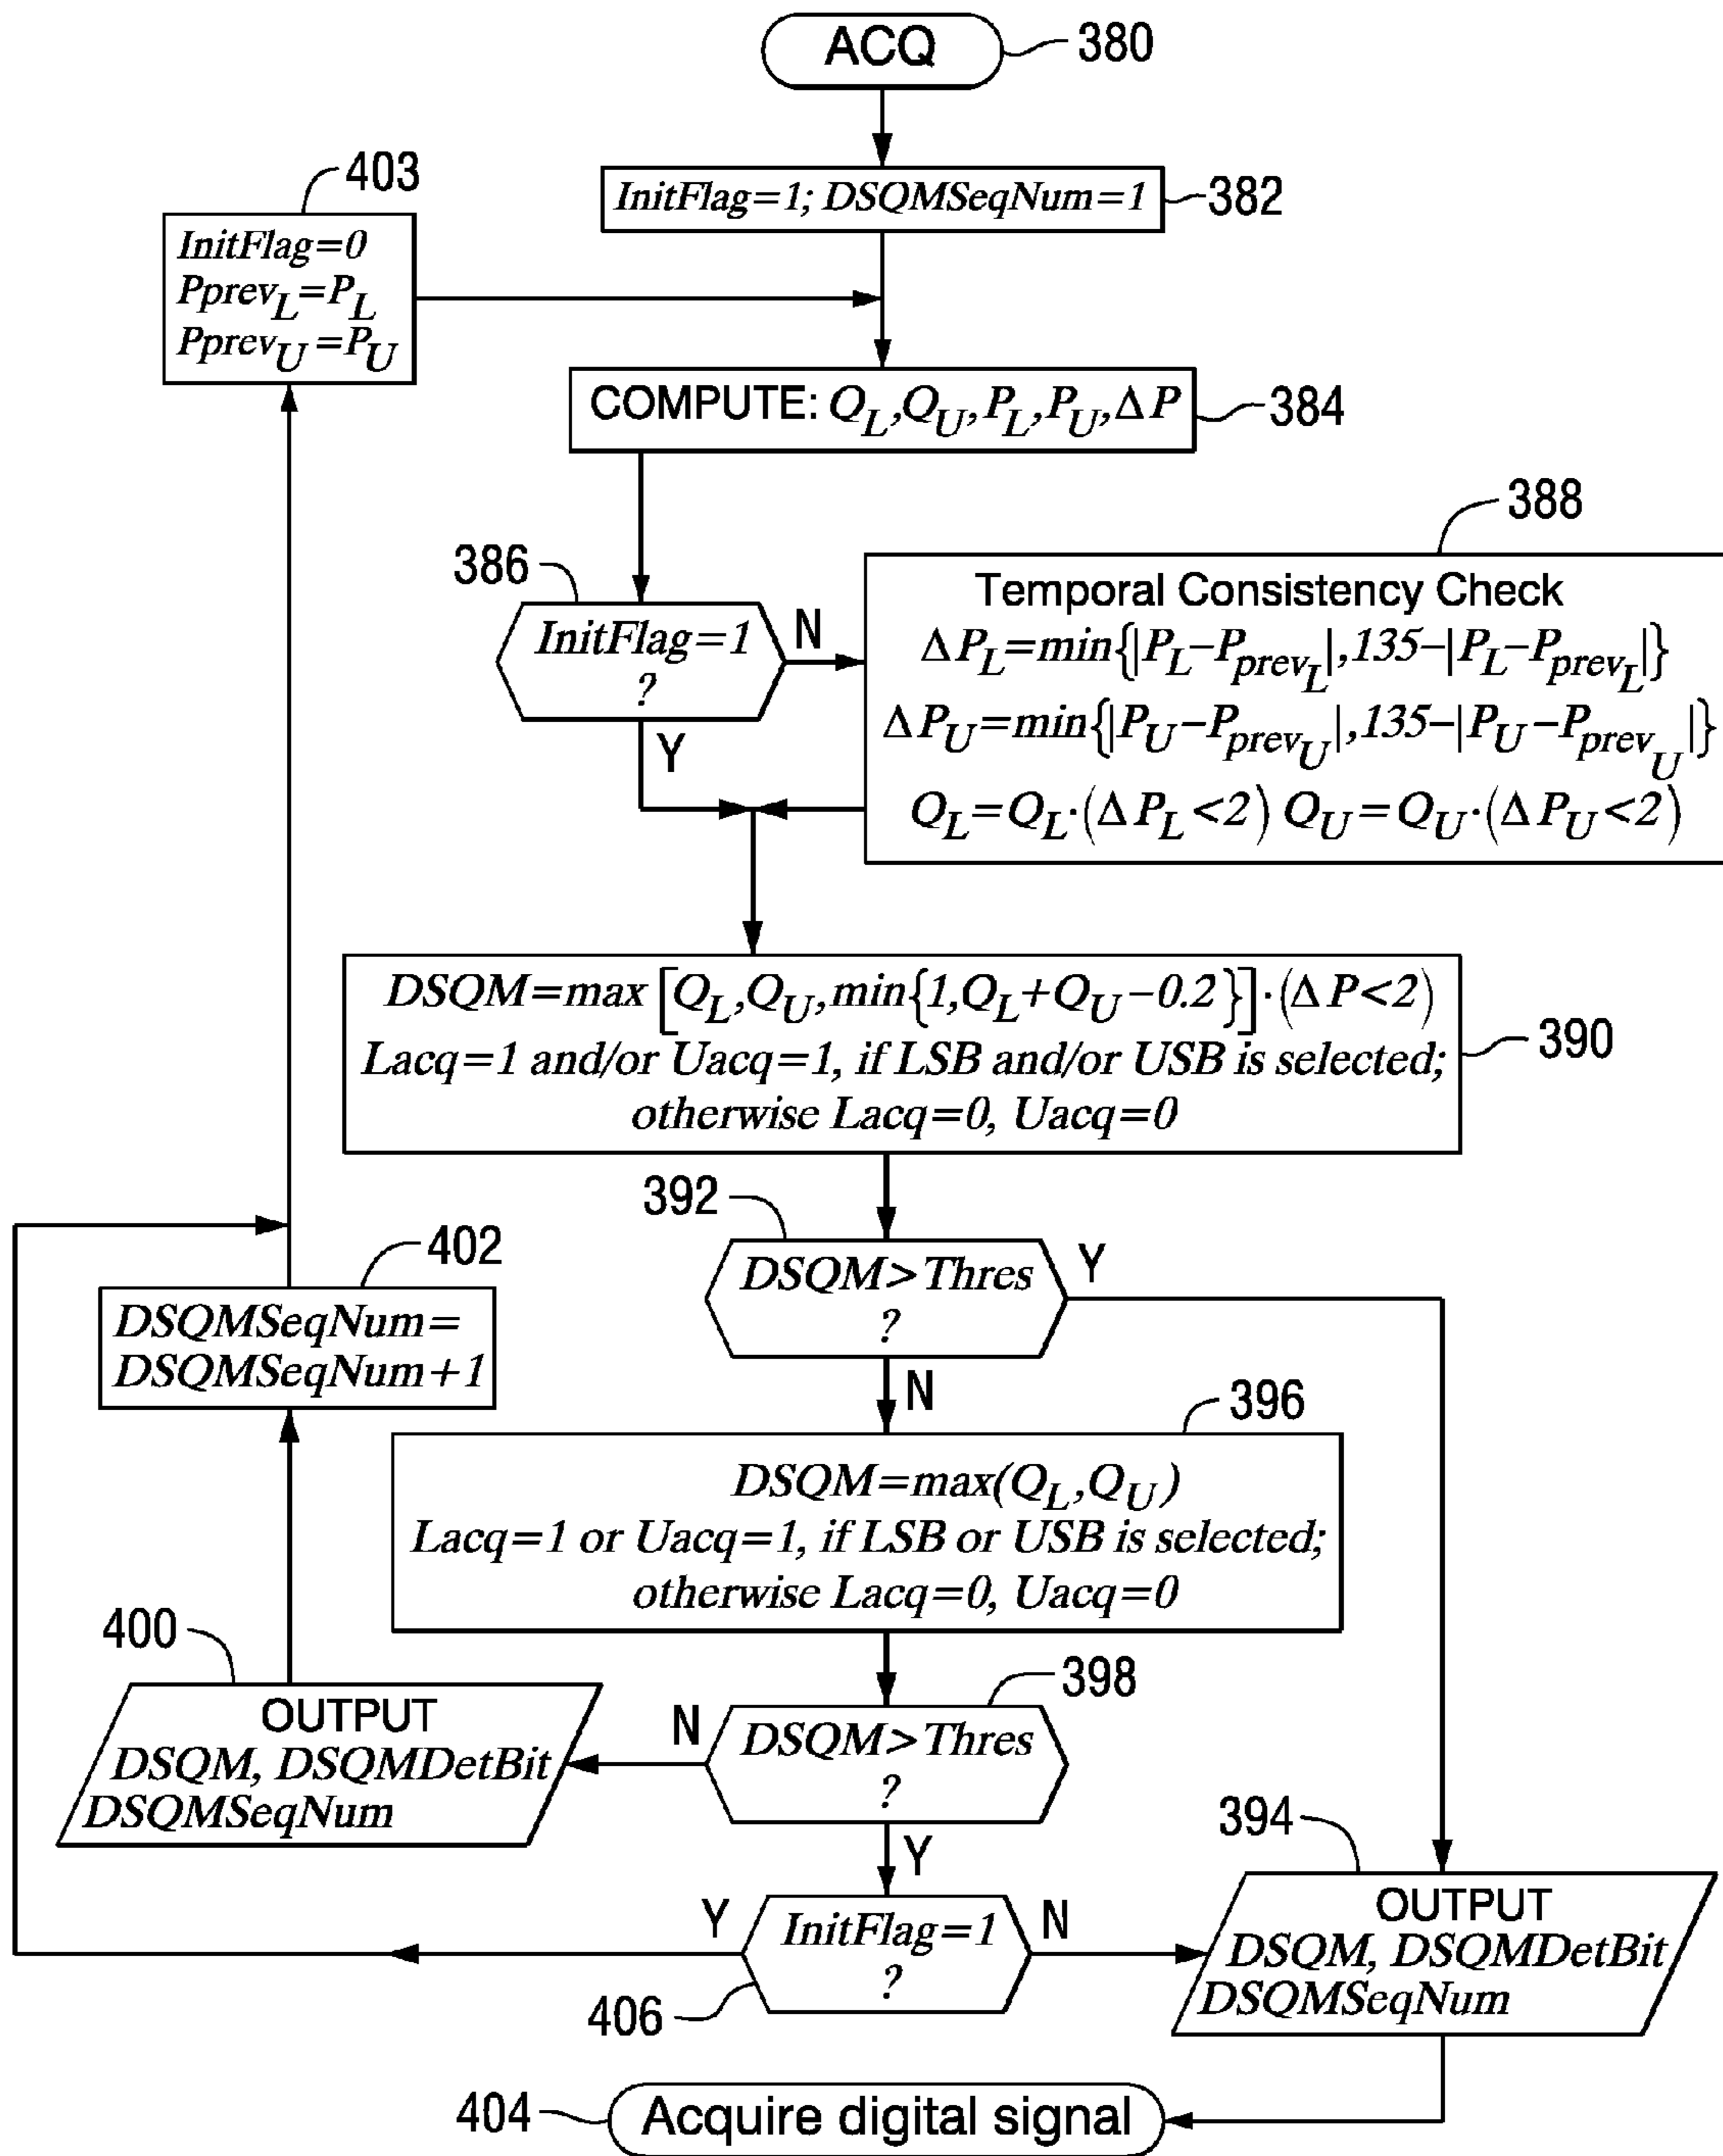 ACQ
380
InitFlag=1; DSQMSeqNum=1
382
403
InitFlag=0
Pprev_L=P_L
Pprev_U=P_U
COMPUTE: Q_L,Q_U,P_L,P_U,ΔP
384
386
InitFlag=1
?
N
Y
388
Temporal Consistency Check
ΔP_L=min{|P_L–P_prev_L|,135–|P_L–P_prev_L|}
ΔP_U=min{|P_U–P_prev_U|,135–|P_U–P_prev_U|}
Q_L=Q_L·(ΔP_L<2) Q_U=Q_U·(ΔP_U<2)
DSQM=max[Q_L,Q_U,min{1,Q_L+Q_U–0.2}]·(ΔP<2)
Lacq=1 and/or Uacq=1, if LSB and/or USB is selected;
otherwise Lacq=0, Uacq=0
390
392
DSQM>Thres
?
Y
N
402
DSQMSeqNum=
DSQMSeqNum+1
396
DSQM=max(Q_L,Q_U)
Lacq=1 or Uacq=1, if LSB or USB is selected;
otherwise Lacq=0, Uacq=0
400
OUTPUT
DSQM, DSQMDetBit
DSQMSeqNum
398
DSQM>Thres
?
N
Y
394
OUTPUT
DSQM, DSQMDetBit
DSQMSeqNum
Y
InitFlag=1
?
N
406
404
Acquire digital signal